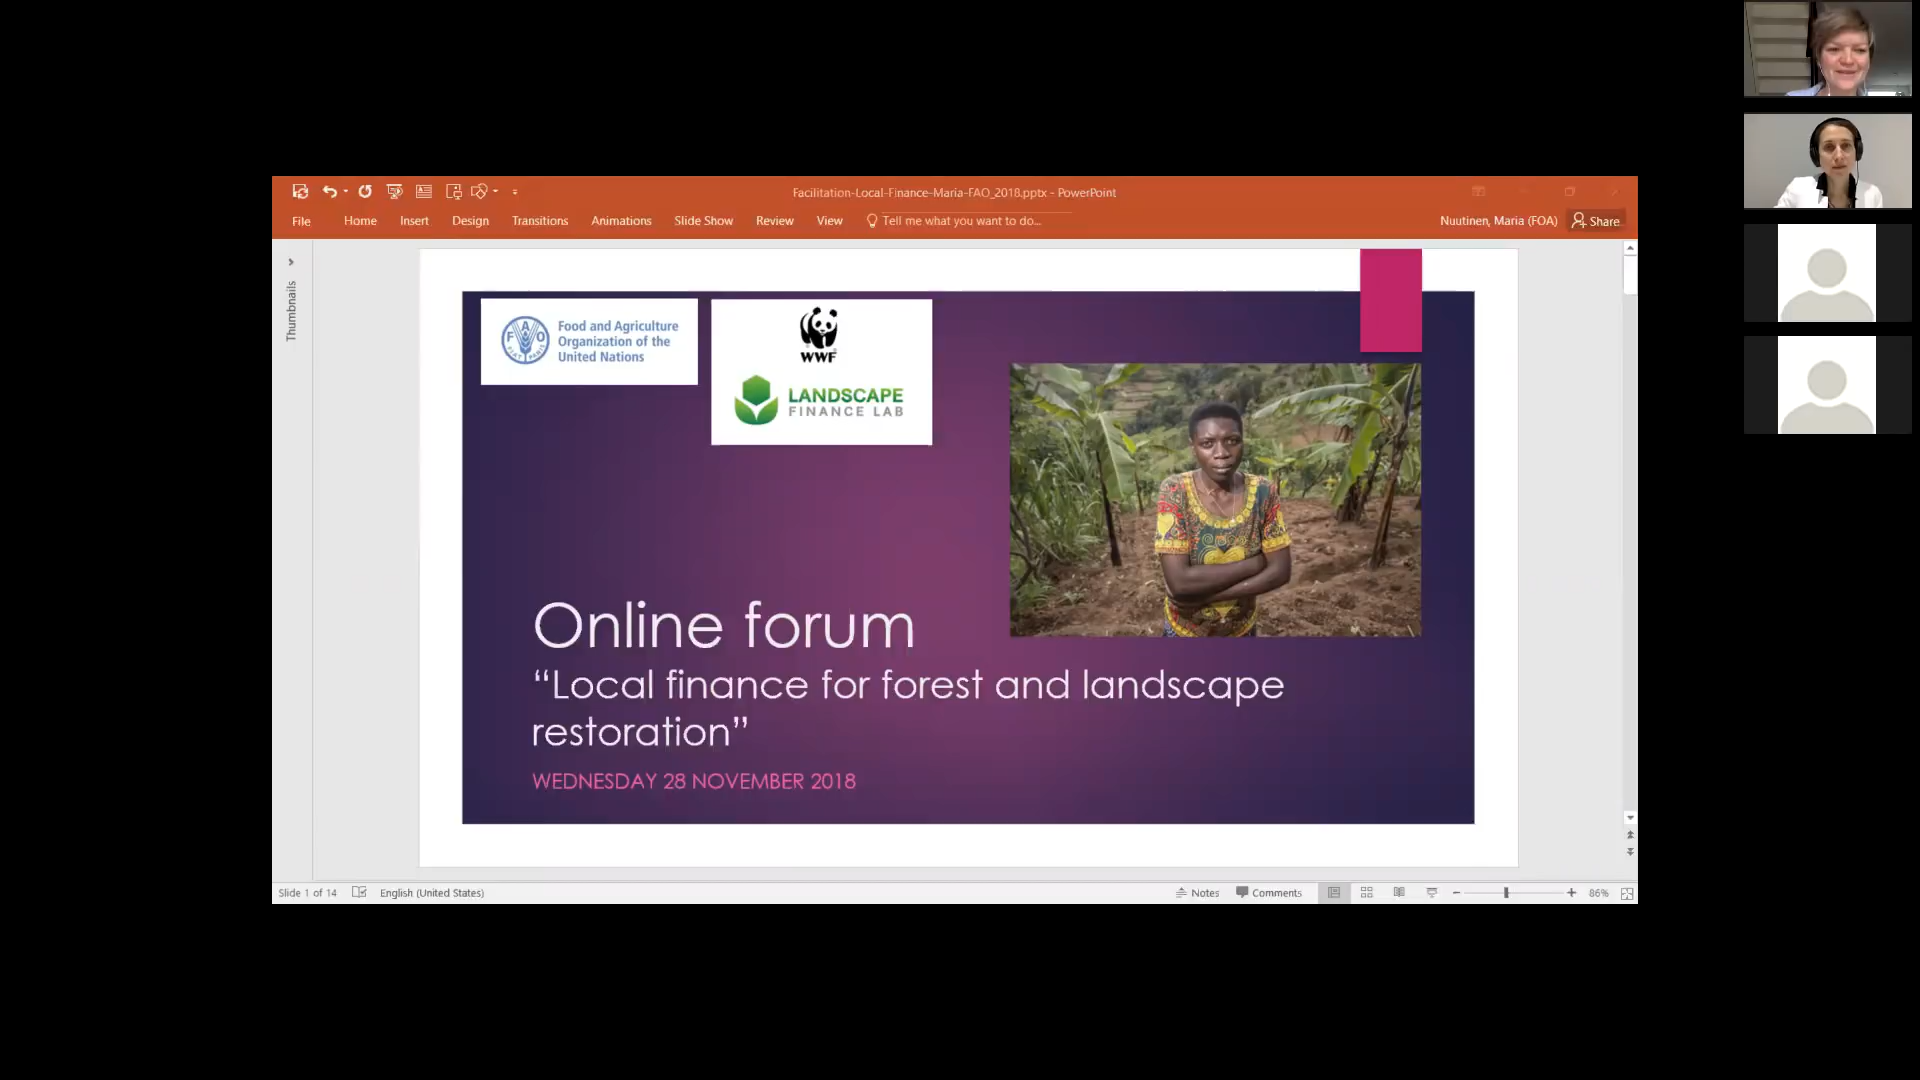 Facilitation-Local-Finance-Maria-FAO_2018.pptx - PowerPoint
File Home Insert Design Transitions Animations Slide Show Review View Tell me what you want to do... Nuutinen, Maria (FOA) Share
Thumbnails
FAO
FIAT PANIS
Food and Agriculture
Organization of the
United Nations
WWF
LANDSCAPE
FINANCE LAB
Online forum
“Local finance for forest and landscape
restoration”
WEDNESDAY 28 NOVEMBER 2018
Slide 1 of 14 English (United States) Notes Comments 86%